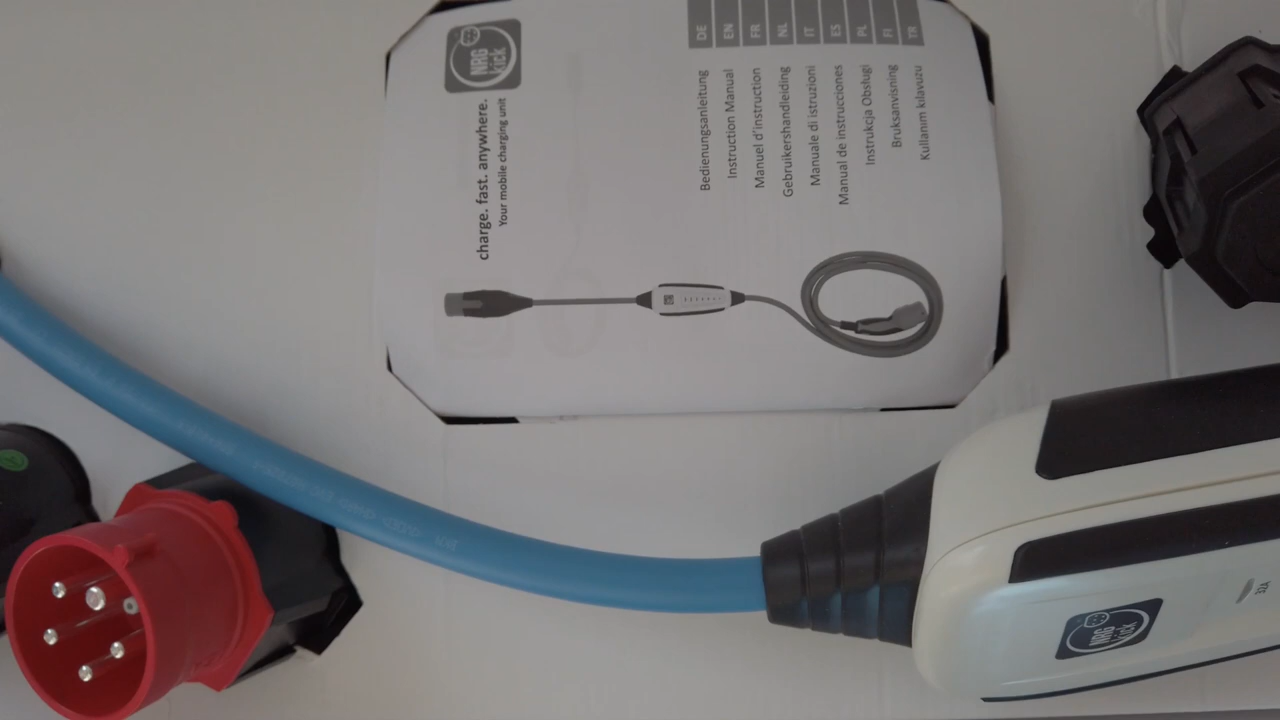 NRG
kick
charge. fast. anywhere.
Your mobile charging unit
DE Bedienungsanleitung
EN Instruction Manual
FR Manuel d'instruction
NL Gebruikershandleiding
IT Manuale di istruzioni
ES Manual de instrucciones
PL Instrukcja Obsługi
FI Bruksanvisning
TR Kullanım kılavuzu
NRG
kick
32A